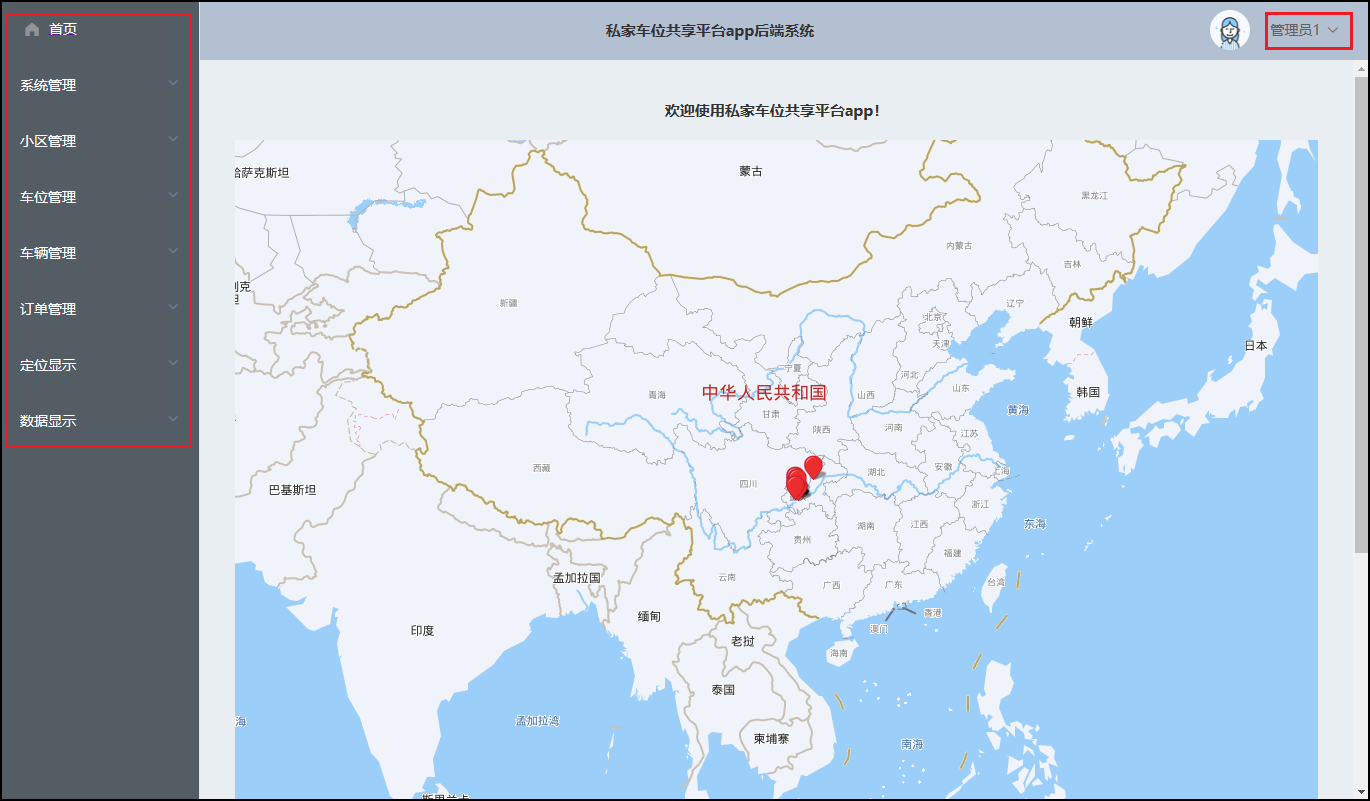 首页
私家车位共享平台app后端系统
管理员1
系统管理
小区管理
车位管理
车辆管理
订单管理
定位显示
数据显示
欢迎使用私家车位共享平台app！
哈萨克斯坦
蒙古
黑龙江
内蒙古
吉林
新疆
辽宁
朝鲜
北京
天津
日本
宁夏
河北
山东
韩国
青海
中华人民共和国
山西
甘肃
黄海
陕西
河南
江苏
西藏
四川
湖北
安徽
上海
巴基斯坦
浙江
东海
贵州
湖南
江西
福建
孟加拉国
云南
广西
广东
台湾
缅甸
香港
澳门
印度
老挝
海南
泰国
海
孟加拉湾
柬埔寨
南海
斯里兰卡